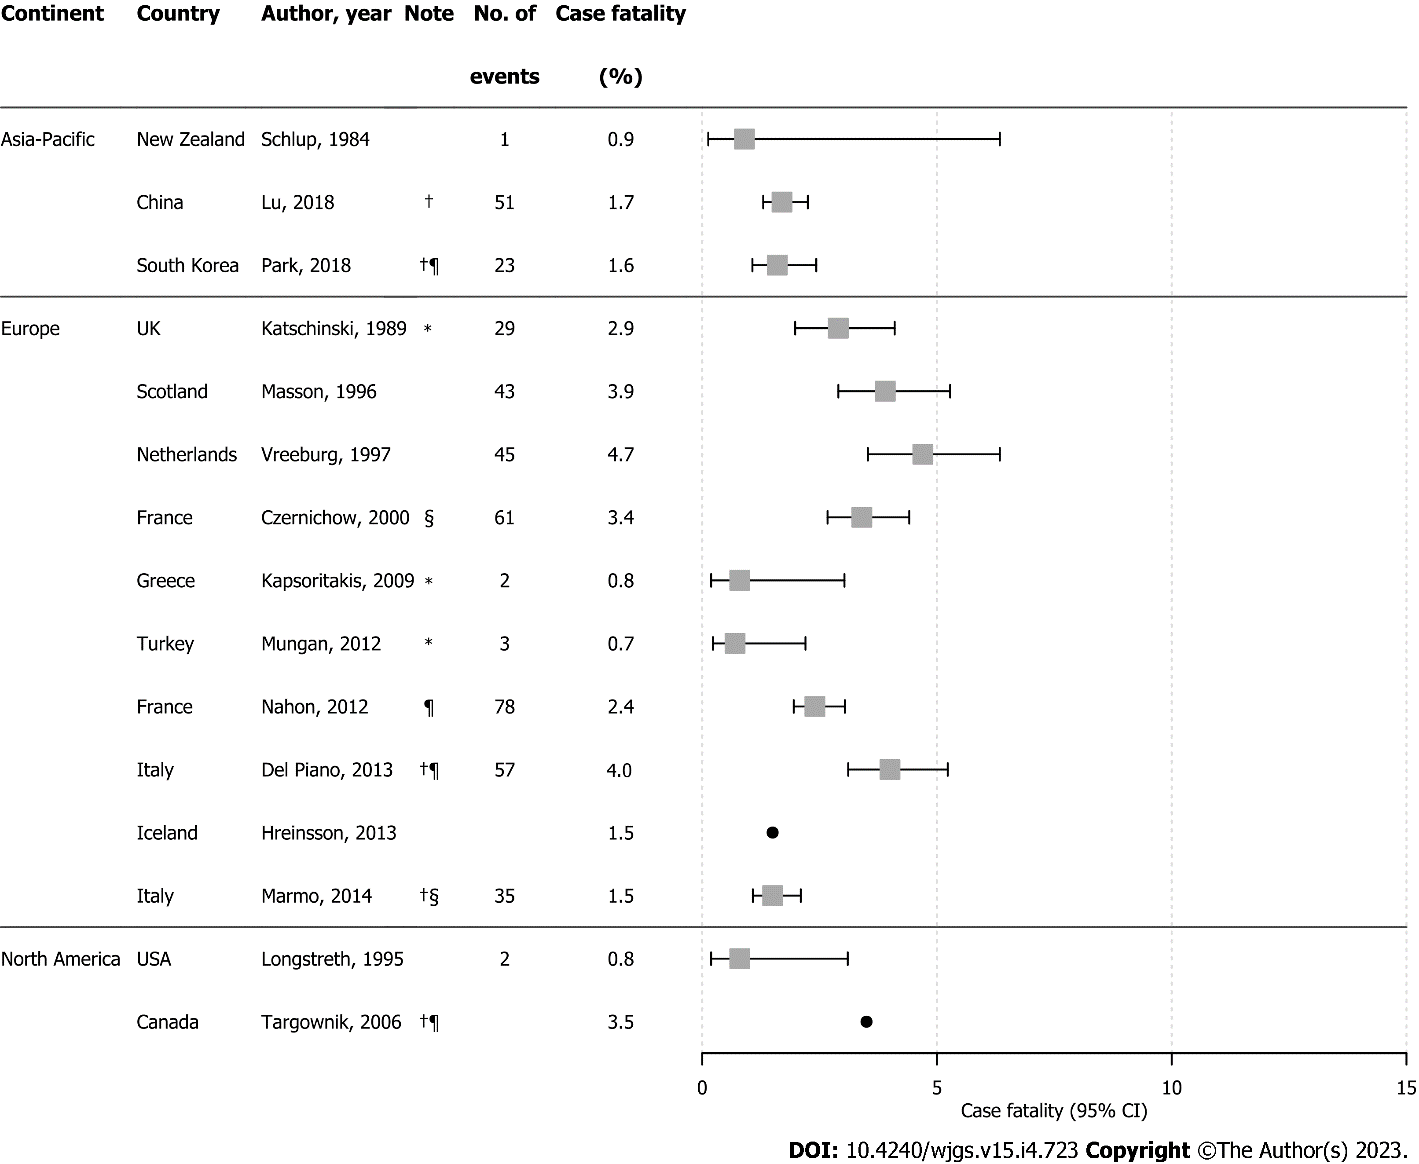 Continent Country Author, year Note No. of Case fatality
events (%)
Asia-Pacific New Zealand Schlup, 1984 1 0.9
China Lu, 2018 † 51 1.7
South Korea Park, 2018 †¶ 23 1.6
Europe UK Katschinski, 1989 * 29 2.9
Scotland Masson, 1996 43 3.9
Netherlands Vreeburg, 1997 45 4.7
France Czernichow, 2000 § 61 3.4
Greece Kapsoritakis, 2009 * 2 0.8
Turkey Mungan, 2012 * 3 0.7
France Nahon, 2012 ¶ 78 2.4
Italy Del Piano, 2013 †¶ 57 4.0
Iceland Hreinsson, 2013 1.5
Italy Marmo, 2014 †§ 35 1.5
North America USA Longstreth, 1995 2 0.8
Canada Targownik, 2006 †¶ 3.5
0 5 10 15
Case fatality (95% CI)
DOI: 10.4240/wjgs.v15.i4.723 Copyright ©The Author(s) 2023.